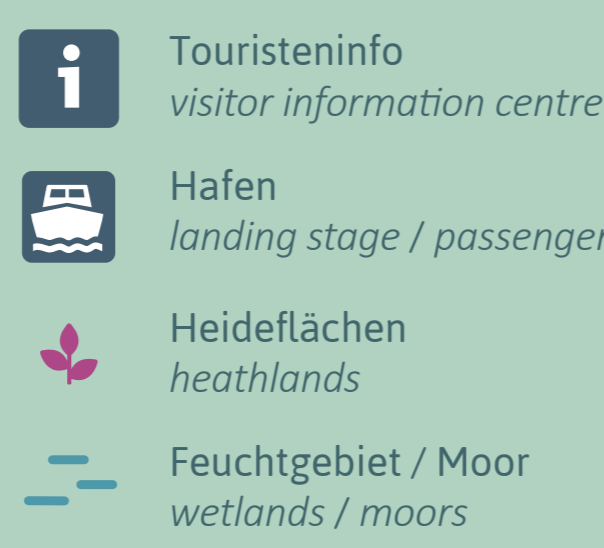 Touristeninfo
visitor information centre
Hafen
landing stage / passenger
Heideflächen
heathlands
Feuchtgebiet / Moor
wetlands / moors